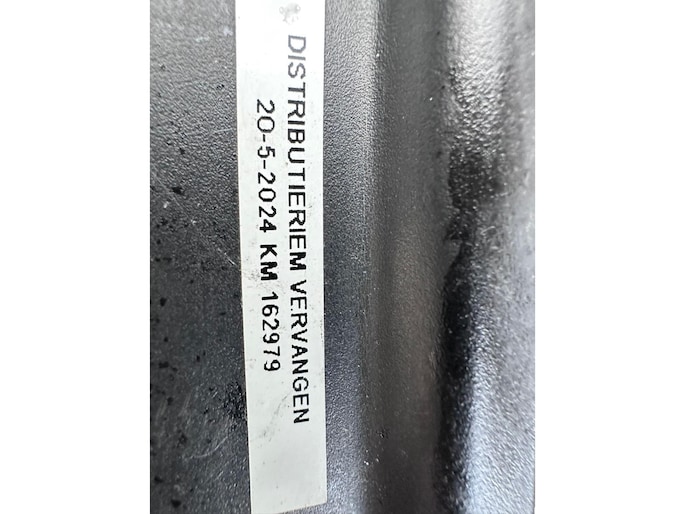 DISTRIBUTIERIEM VERVANGEN
20-5-2024 KM 162979